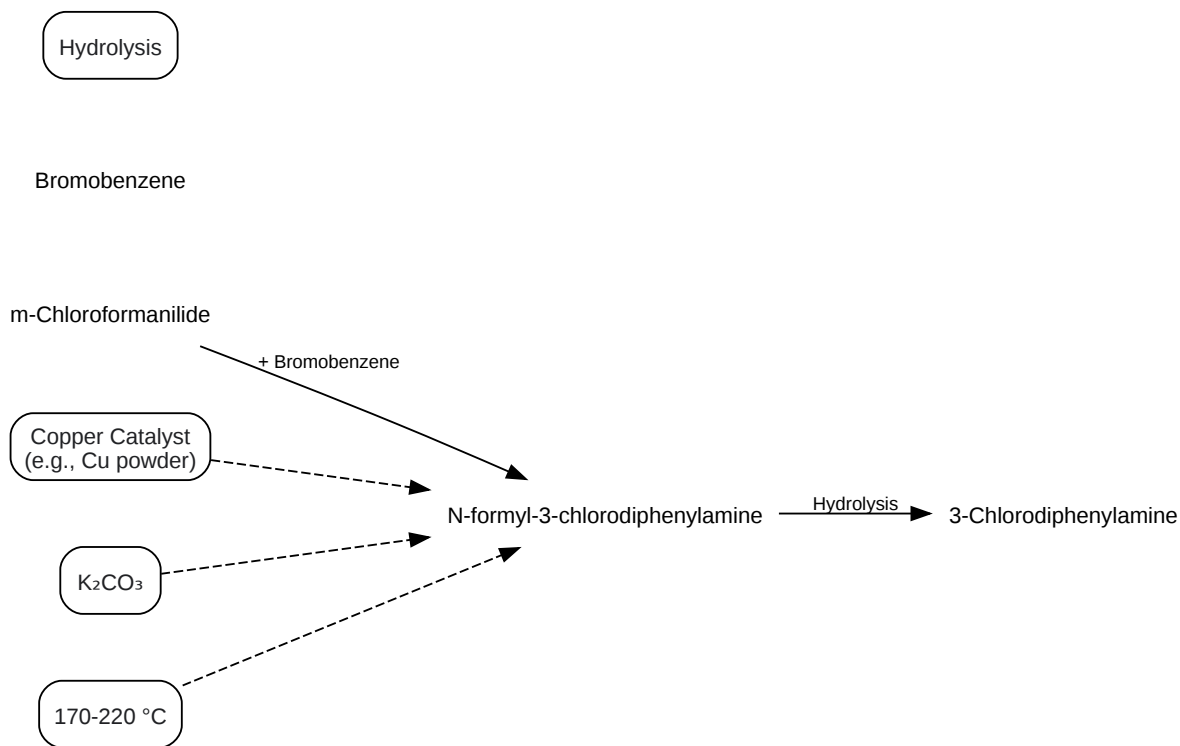 Hydrolysis
Bromobenzene
m-Chloroformanilide
+ Bromobenzene
Copper Catalyst
(e.g., Cu powder)
N-formyl-3-chlorodiphenylamine
Hydrolysis
3-Chlorodiphenylamine
K₂CO₃
170-220 °C